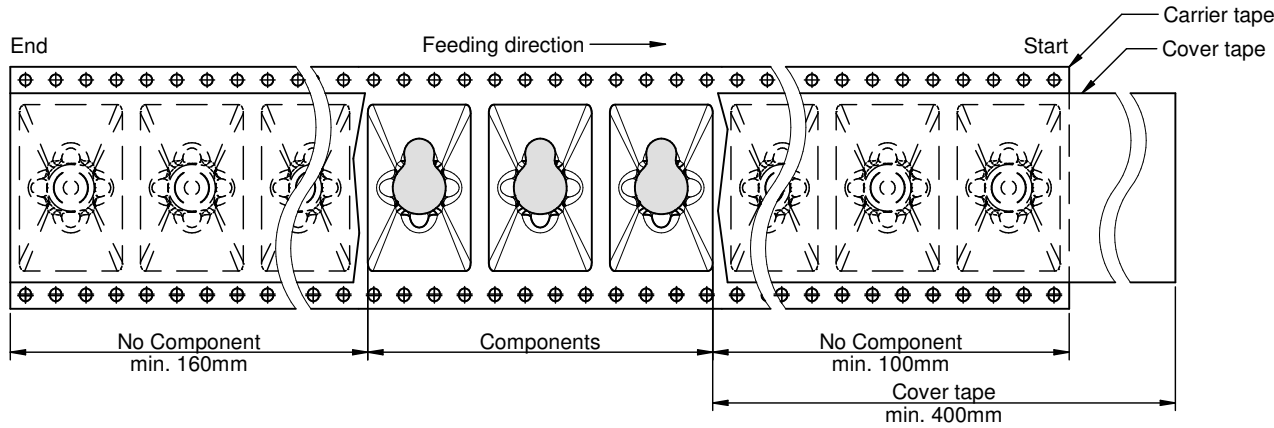 Carrier tape
End
Feeding direction
Start
Cover tape
No Component
min. 160mm
Components
No Component
min. 100mm
Cover tape
min. 400mm